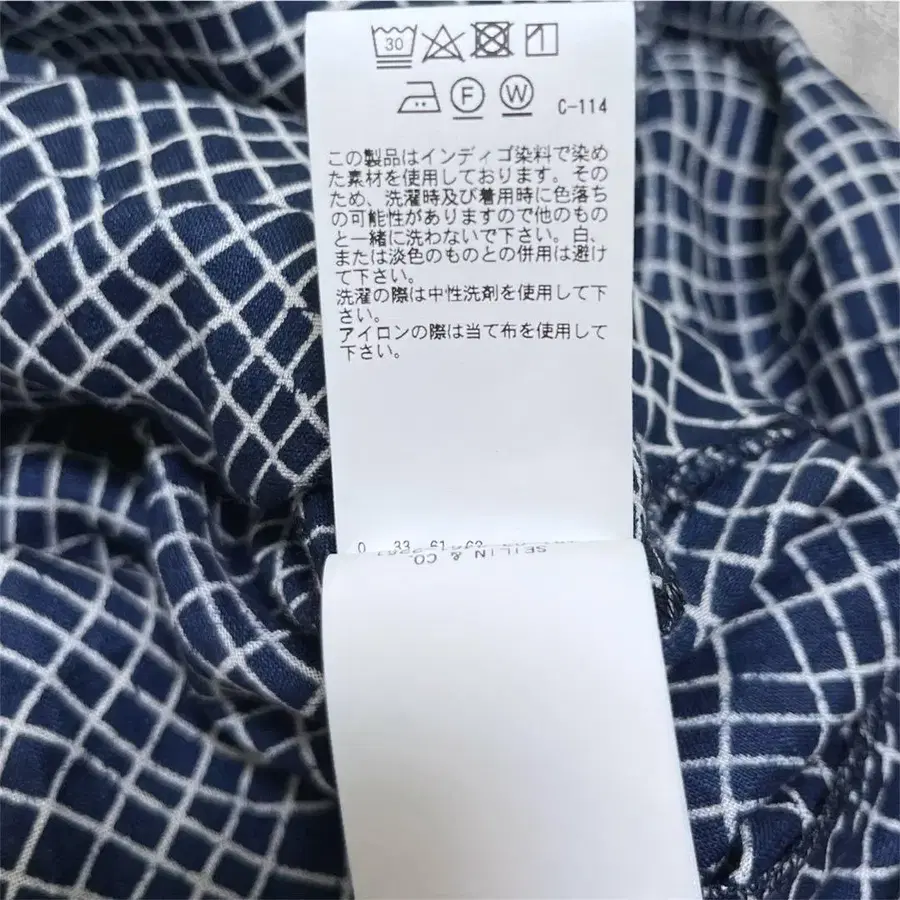 30
F W C-114
この製品はインディゴ染料で染め
た素材を使用しております。その
ため、洗濯時及び着用時に色落ち
の可能性がありますので他のもの
と一緒に洗わないで下さい。白、
または淡色のものとの併用は避け
て下さい。
洗濯の際は中性洗剤を使用して下
さい。
アイロンの際は当て布を使用して
下さい。
SEILIN & CO